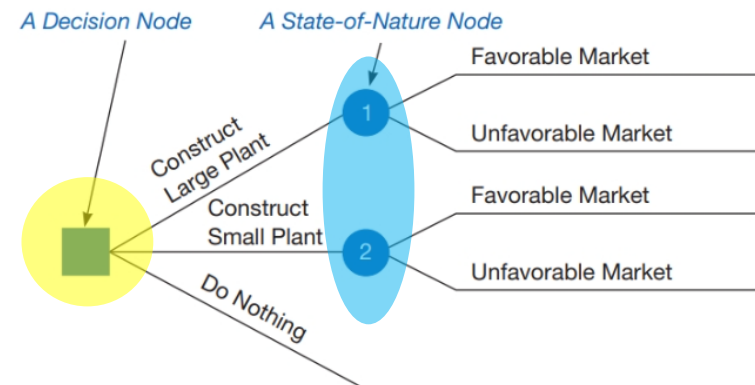 A Decision Node
A State-of-Nature Node
Favorable Market
1
Construct
Large Plant
Unfavorable Market
Favorable Market
Construct
Small Plant
2
Unfavorable Market
Do Nothing